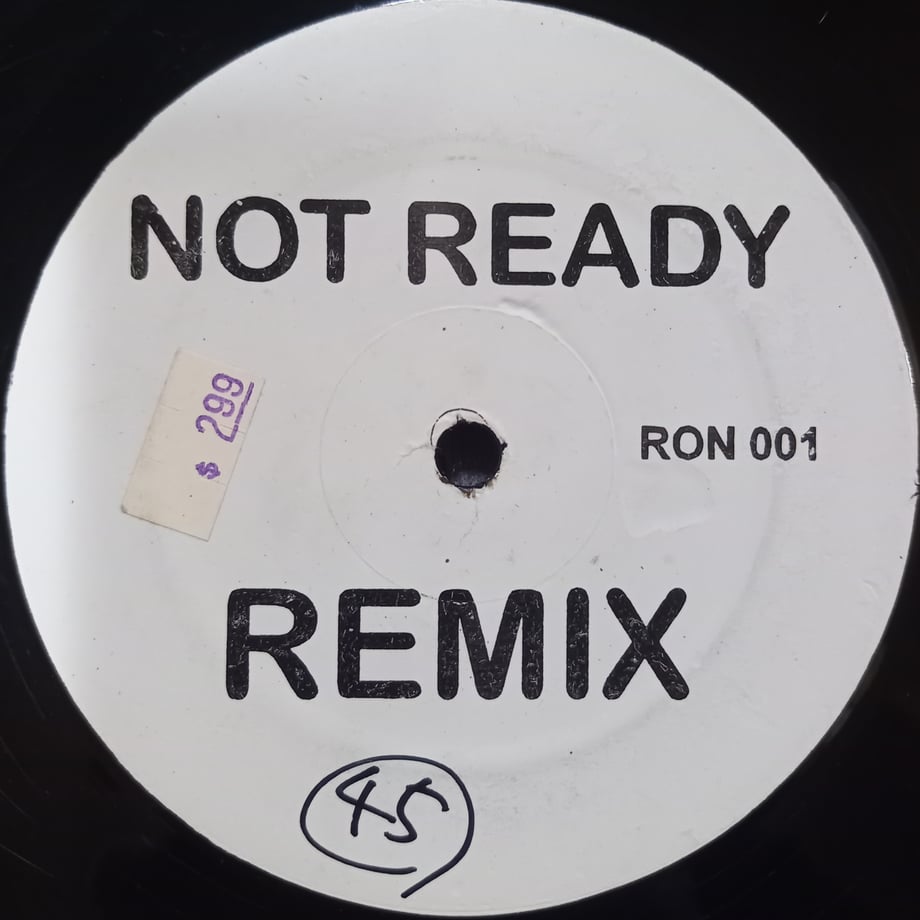 NOT READY
$ 299
RON 001
REMIX
45